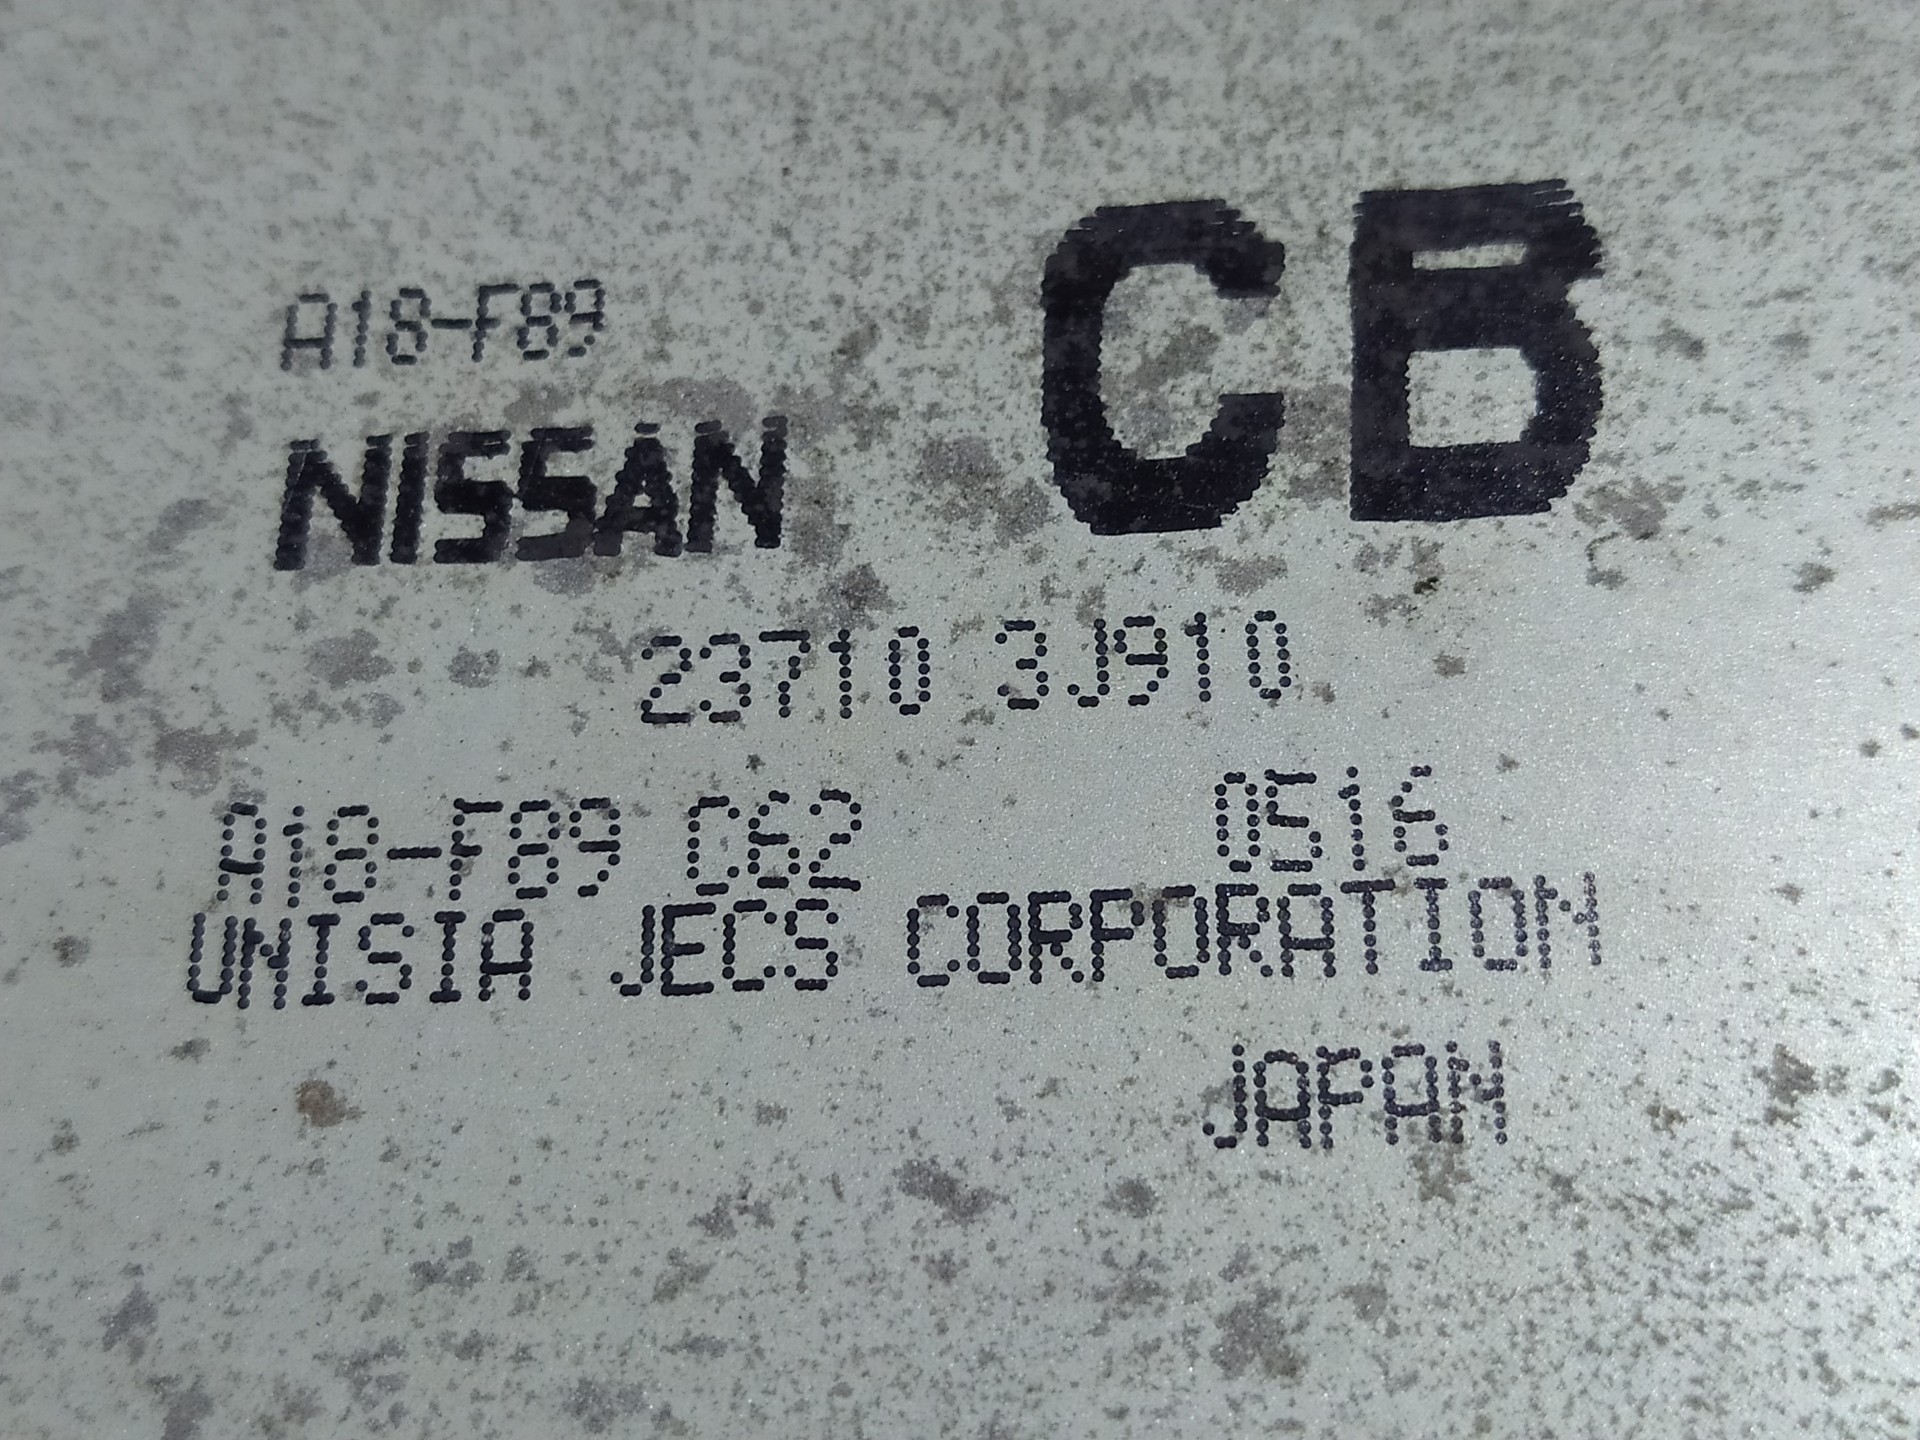 A18-F89
CB
NISSAN
23710 3J910
A18-F89 C62 0516
UNISIA JECS CORPORATION
JAPAN